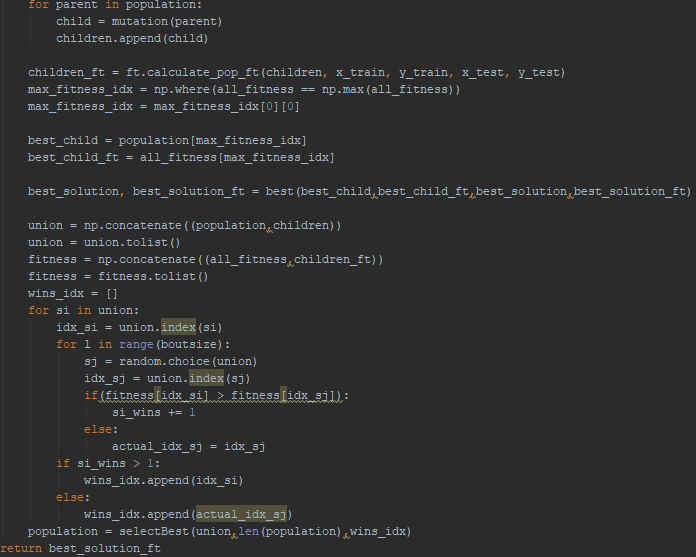 for parent in population:
child = mutation(parent)
children.append(child)
children_ft = ft.calculate_pop_ft(children, x_train, y_train, x_test, y_test)
max_fitness_idx = np.where(all_fitness == np.max(all_fitness))
max_fitness_idx = max_fitness_idx[0][0]
best_child = population[max_fitness_idx]
best_child_ft = all_fitness[max_fitness_idx]
best_solution, best_solution_ft = best(best_child,best_child_ft,best_solution,best_solution_ft)
union = np.concatenate((population,children))
union = union.tolist()
fitness = np.concatenate((all_fitness,children_ft))
fitness = fitness.tolist()
wins_idx = []
for si in union:
idx_si = union.index(si)
for l in range(boutsize):
sj = random.choice(union)
idx_sj = union.index(sj)
if(fitness[idx_si] > fitness[idx_sj]):
si_wins += 1
else:
actual_idx_sj = idx_sj
if si_wins > 1:
wins_idx.append(idx_si)
else:
wins_idx.append(actual_idx_sj)
population = selectBest(union,len(population),wins_idx)
return best_solution_ft